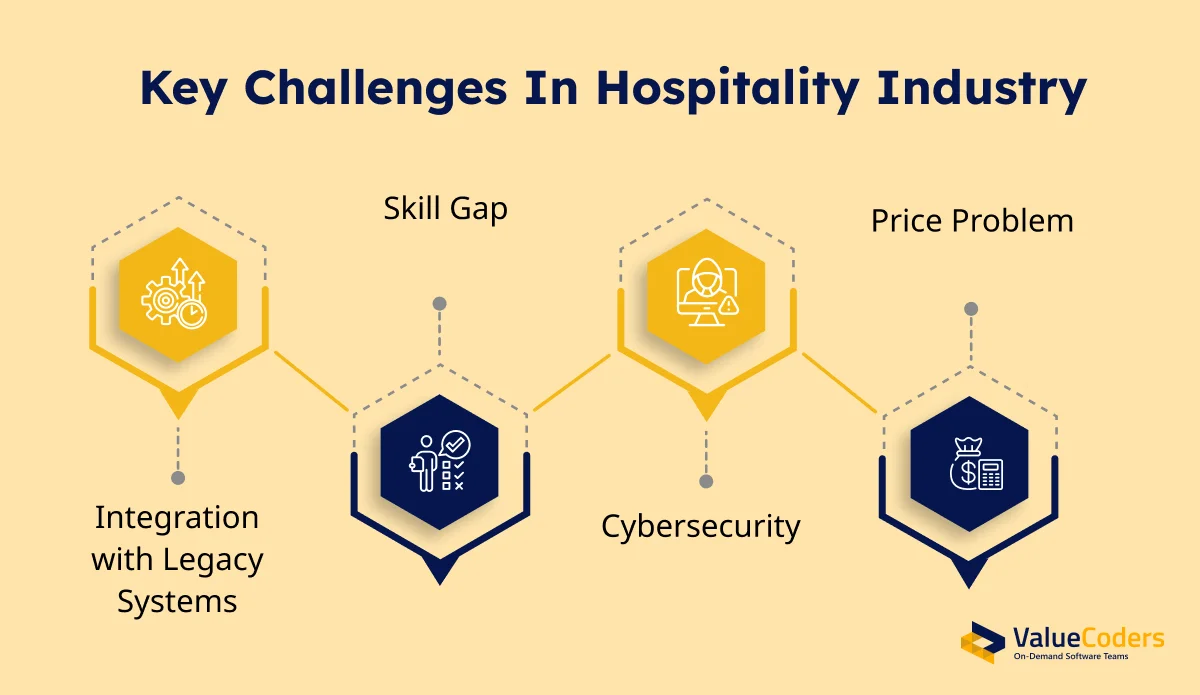 Key Challenges In Hospitality Industry
Integration
with Legacy
Systems
Skill Gap
Cybersecurity
Price Problem
ValueCoders
On-Demand Software Teams